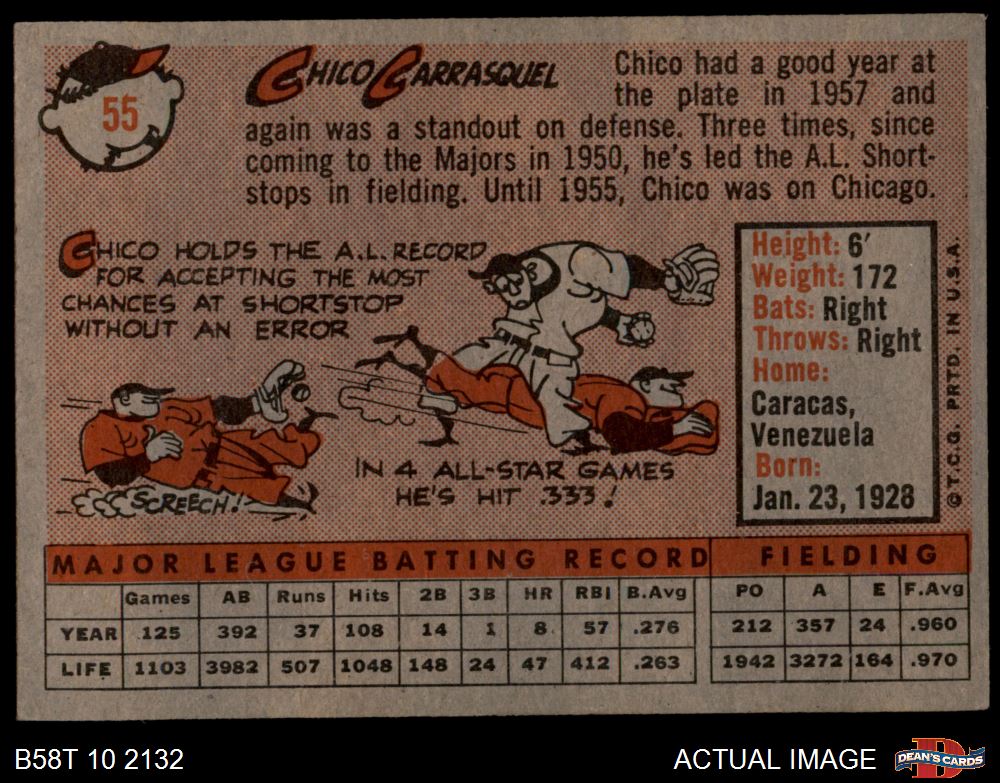 55
CHICO CARRASQUEL
Chico had a good year at
the plate in 1957 and
again was a standout on defense. Three times, since
coming to the Majors in 1950, he's led the A.L. Short-
stops in fielding. Until 1955, Chico was on Chicago.
CHICO HOLDS THE A.L. RECORD
FOR ACCEPTING THE MOST
CHANCES AT SHORTSTOP
WITHOUT AN ERROR
SCREECH!
IN 4 ALL-STAR GAMES
HE'S HIT .333!
Height: 6'
Weight: 172
Bats: Right
Throws: Right
Home:
Caracas,
Venezuela
Born:
Jan. 23, 1928
©T.C.G. PRTD. IN U.S.A.
MAJOR LEAGUE BATTING RECORD FIELDING
Games AB Runs Hits 2B 3B HR RBI B.Avg PO A E F.Avg
YEAR 125 392 37 108 14 1 8 57 .276 212 357 24 .960
LIFE 1103 3982 507 1048 148 24 47 412 .263 1942 3272 164 .970
B58T 10 2132 ACTUAL IMAGE D DEAN'S CARDS